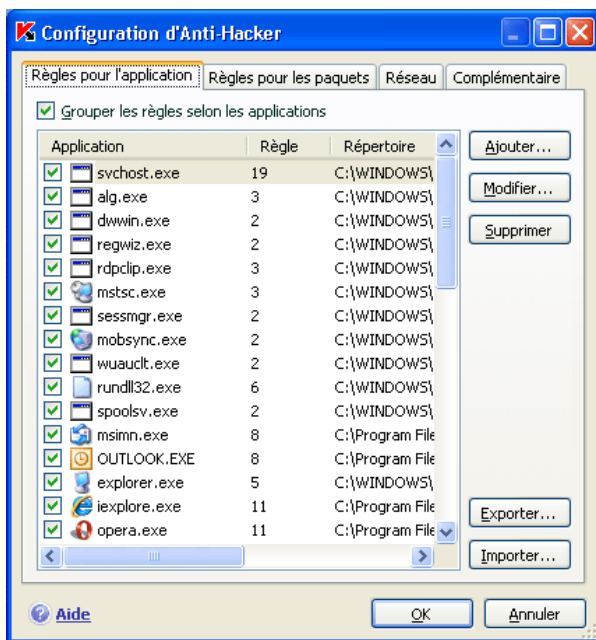 Configuration d'Anti-Hacker
Règles pour l'application Règles pour les paquets Réseau Complémentaire
Grouper les règles selon les applications
Application Règle Répertoire
svchost.exe 19 C:\WINDOWS\
alg.exe 3 C:\WINDOWS\
dwwin.exe 2 C:\WINDOWS\
regwiz.exe 2 C:\WINDOWS\
rdpclip.exe 3 C:\WINDOWS\
mstsc.exe 3 C:\WINDOWS\
sessmgr.exe 2 C:\WINDOWS\
mobsync.exe 2 C:\WINDOWS\
wuauclt.exe 2 C:\WINDOWS\
rundll32.exe 6 C:\WINDOWS\
spoolsv.exe 2 C:\WINDOWS\
msimn.exe 8 C:\Program File
OUTLOOK.EXE 8 C:\Program File
explorer.exe 5 C:\WINDOWS\
iexplore.exe 11 C:\Program File
opera.exe 11 C:\Program File
Ajouter...
Modifier...
Supprimer
Exporter...
Importer...
Aide OK Annuler